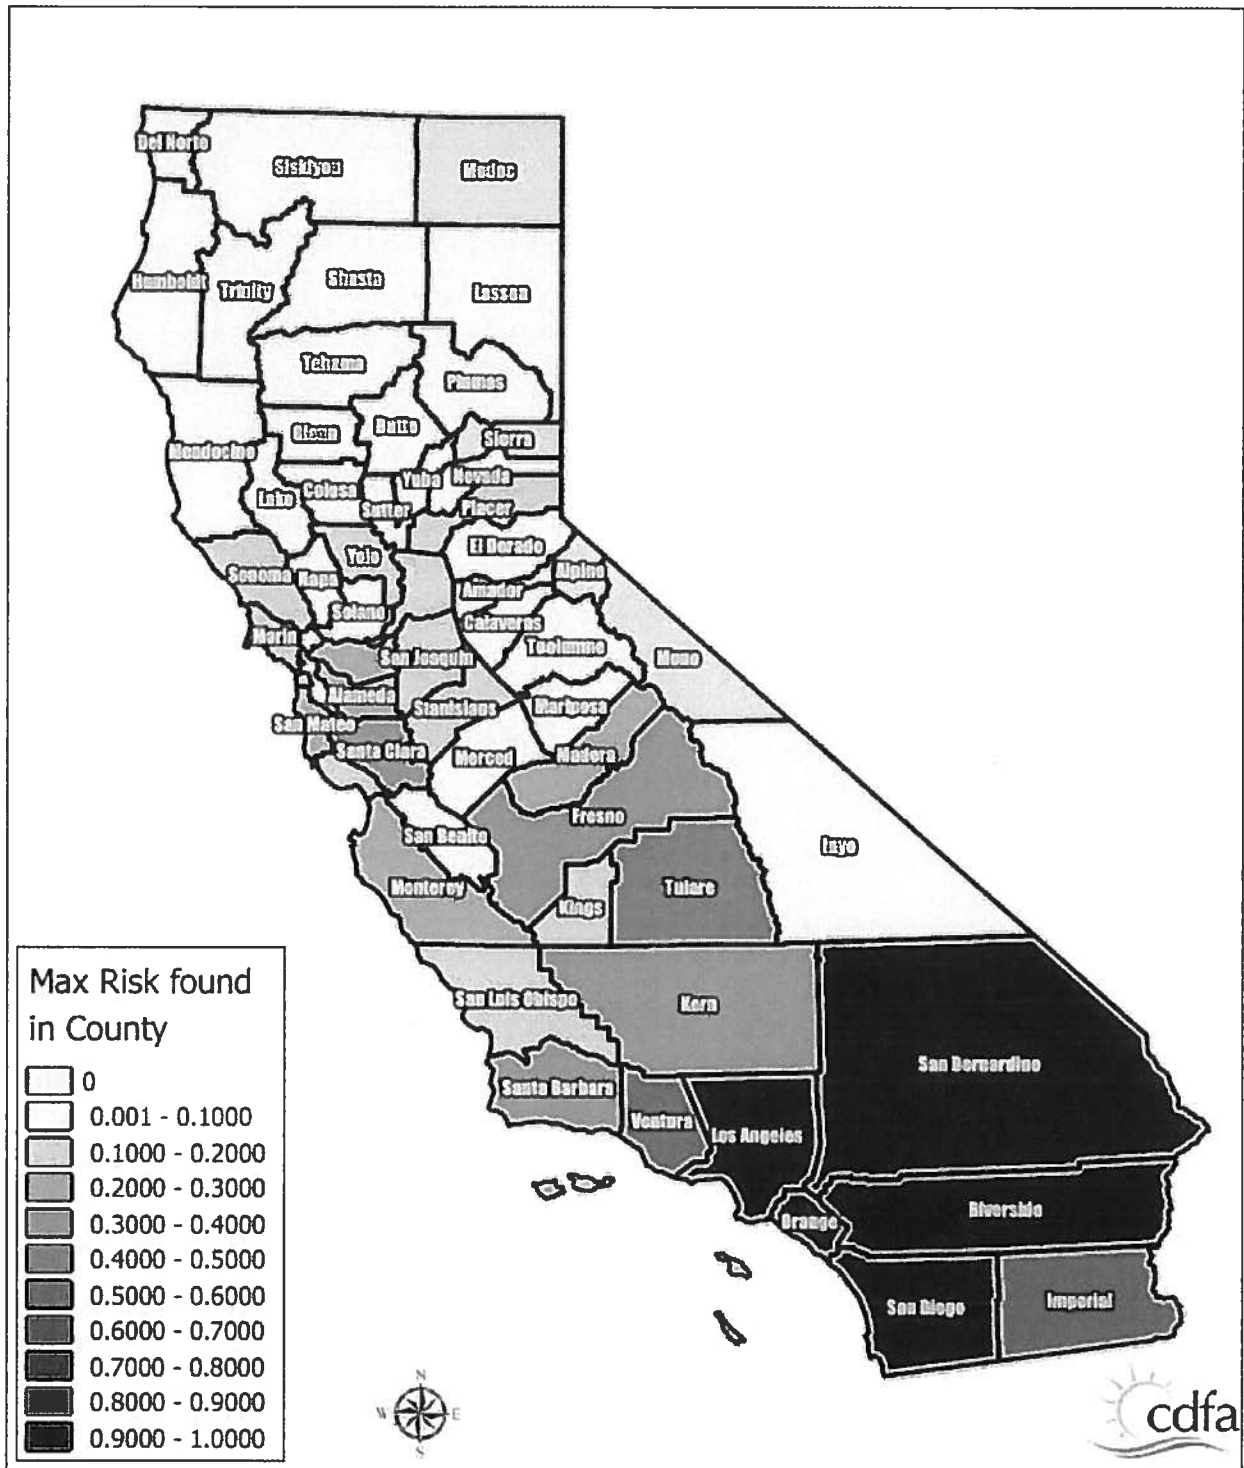 Del Norte
Siskiyou
Modoc
Humboldt
Trinity
Shasta
Lassen
Tehama
Plumas
Glenn
Butte
Sierra
Mendocino
Lake
Colusa
Sutter
Yuba
Nevada
Placer
Yolo
El Dorado
Sonoma
Napa
Alpine
Amador
Solano
Calaveras
Marin
Tuolumne
San Joaquin
Mono
Alameda
Stanislaus
Mariposa
San Mateo
Santa Clara
Merced
Madera
Fresno
San Benito
Inyo
Monterey
Kings
Tulare
San Luis Obispo
Kern
San Bernardino
Santa Barbara
Ventura
Los Angeles
Orange
Riverside
San Diego
Imperial
Max Risk found
in County
0
0.001 - 0.1000
0.1000 - 0.2000
0.2000 - 0.3000
0.3000 - 0.4000
0.4000 - 0.5000
0.5000 - 0.6000
0.6000 - 0.7000
0.7000 - 0.8000
0.8000 - 0.9000
0.9000 - 1.0000
N
W E
S
cdfa